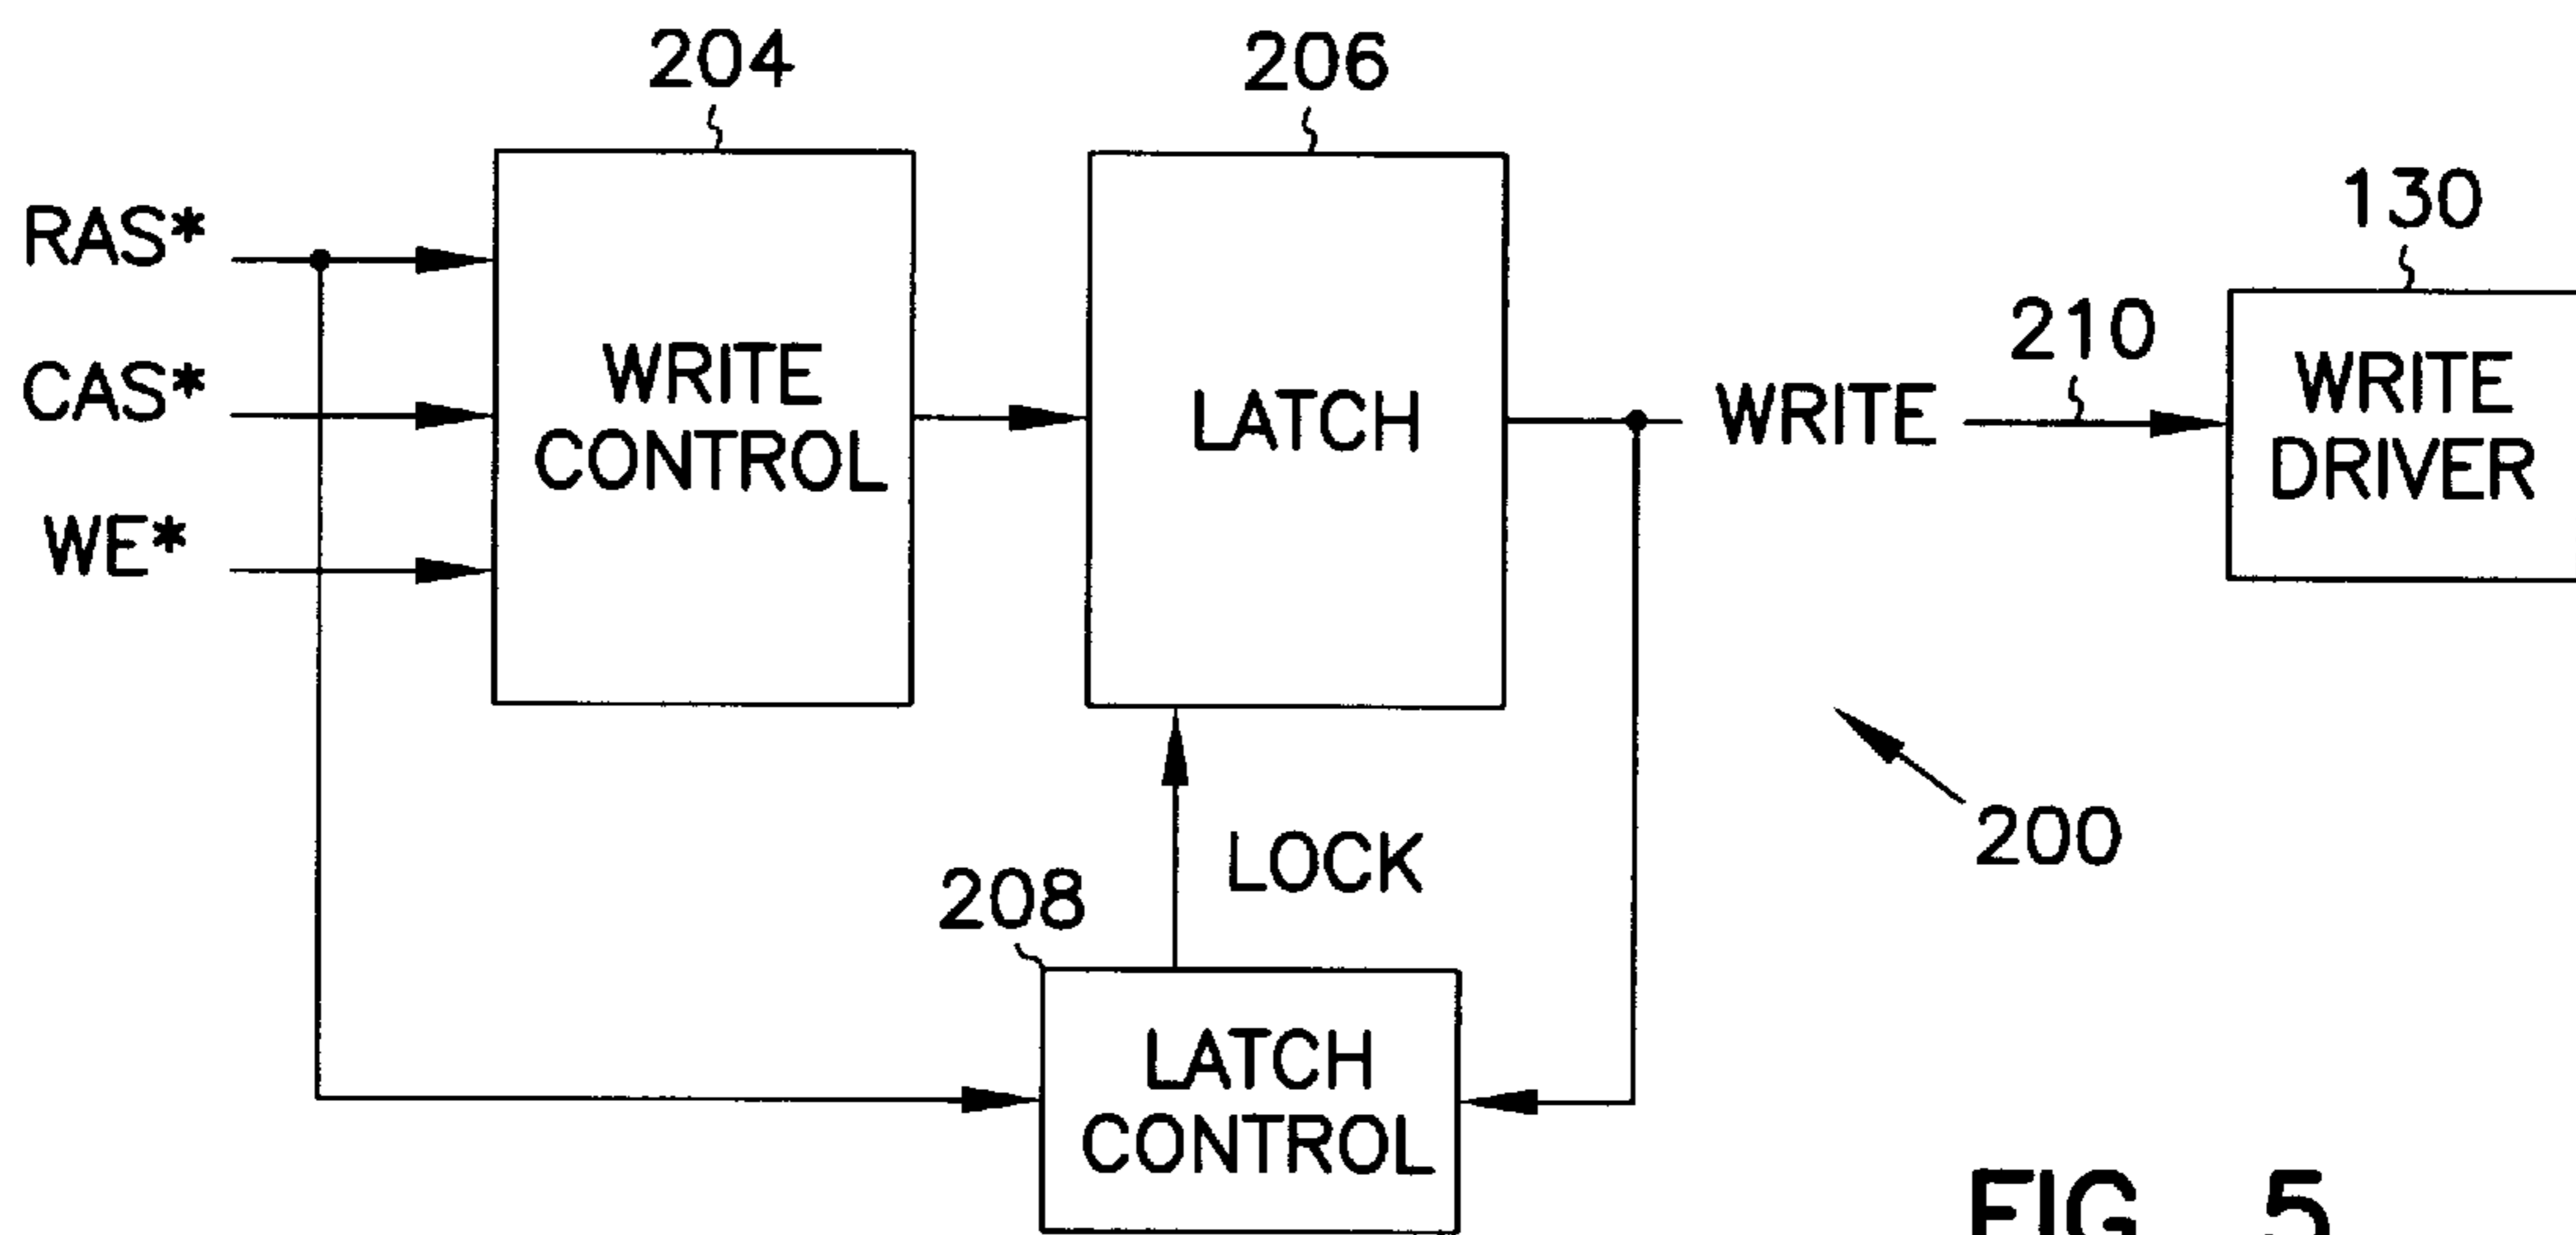 204
206
130
RAS*
CAS*
WE*
WRITE
CONTROL
LATCH
WRITE
210
WRITE
DRIVER
200
LOCK
208
LATCH
CONTROL
FIG. 5